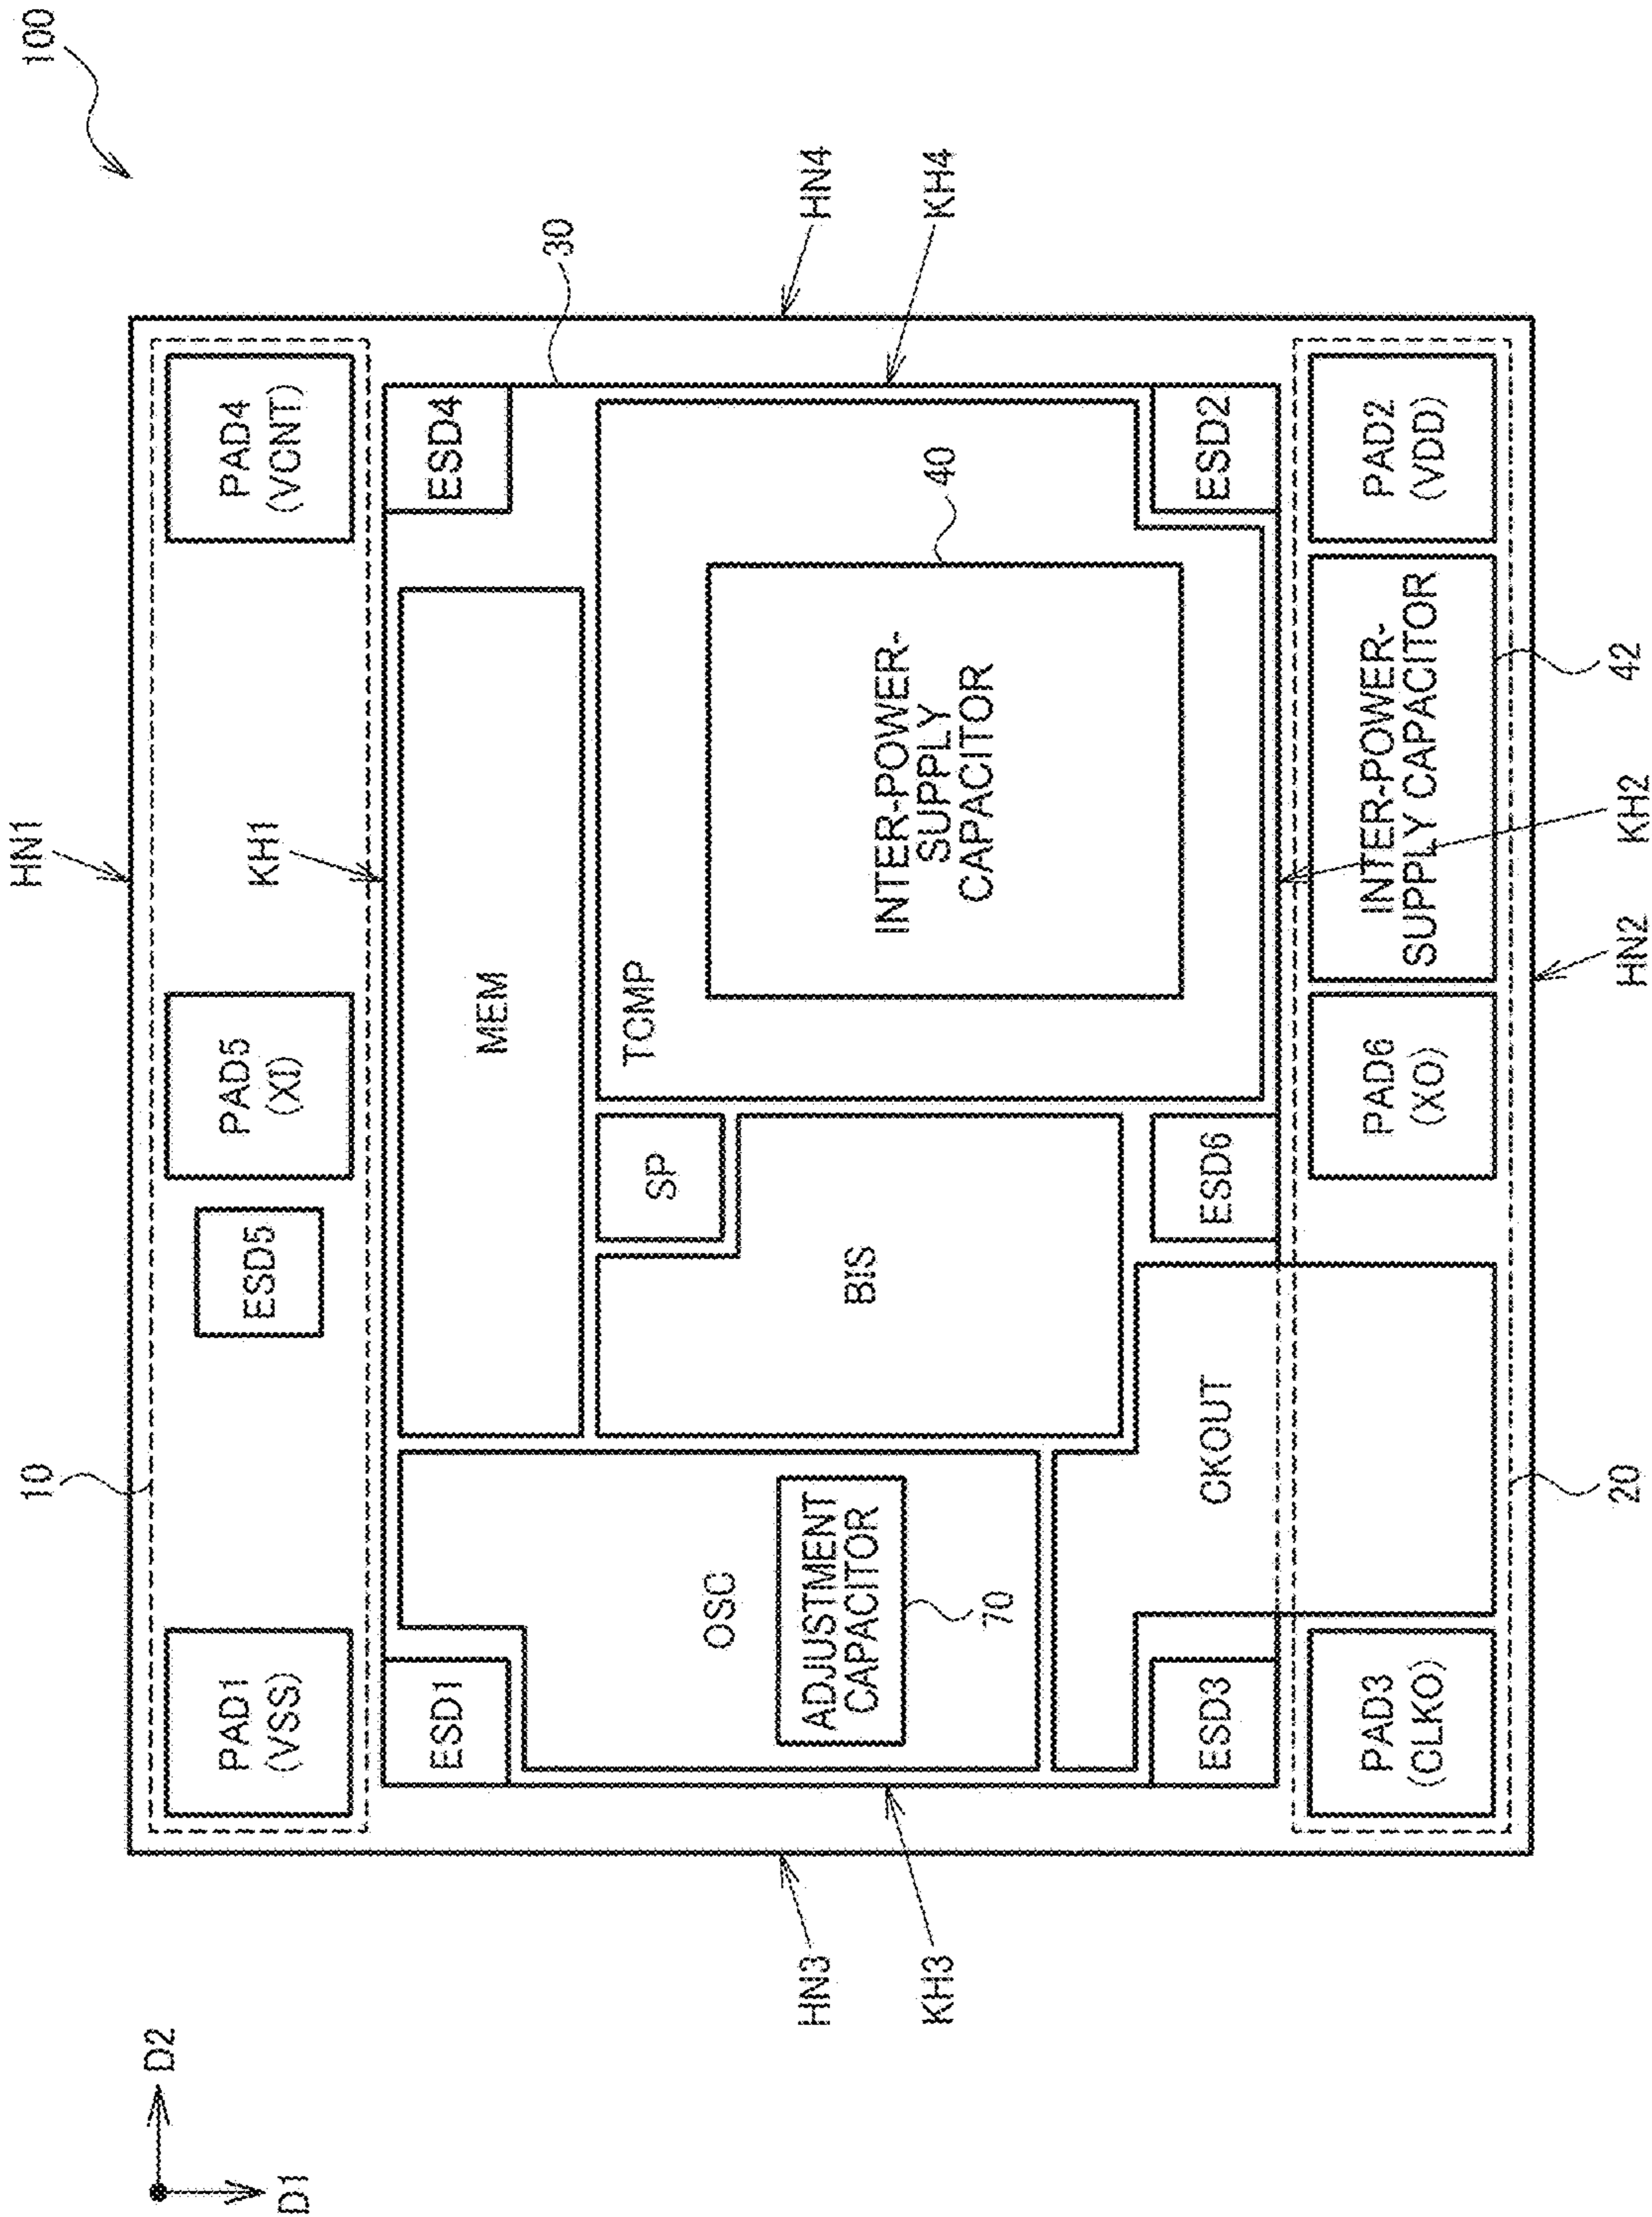 100
HN1
10
PAD1
(VSS)
ESD5
PAD5
(XI)
KH1
PAD4
(VCNT)
30
ESD1
MEM
ESD4
OSC
ADJUSTMENT
CAPACITOR
70
BIS
SP
TCMP
INTER-POWER-
SUPPLY
CAPACITOR
40
HN3
KH3
HN4
KH4
ESD3
CKOUT
ESD6
ESD2
PAD3
(CLKO)
PAD6
(XO)
INTER-POWER-
SUPPLY CAPACITOR
PAD2
(VDD)
20
HN2
KH2
42
D2
D1